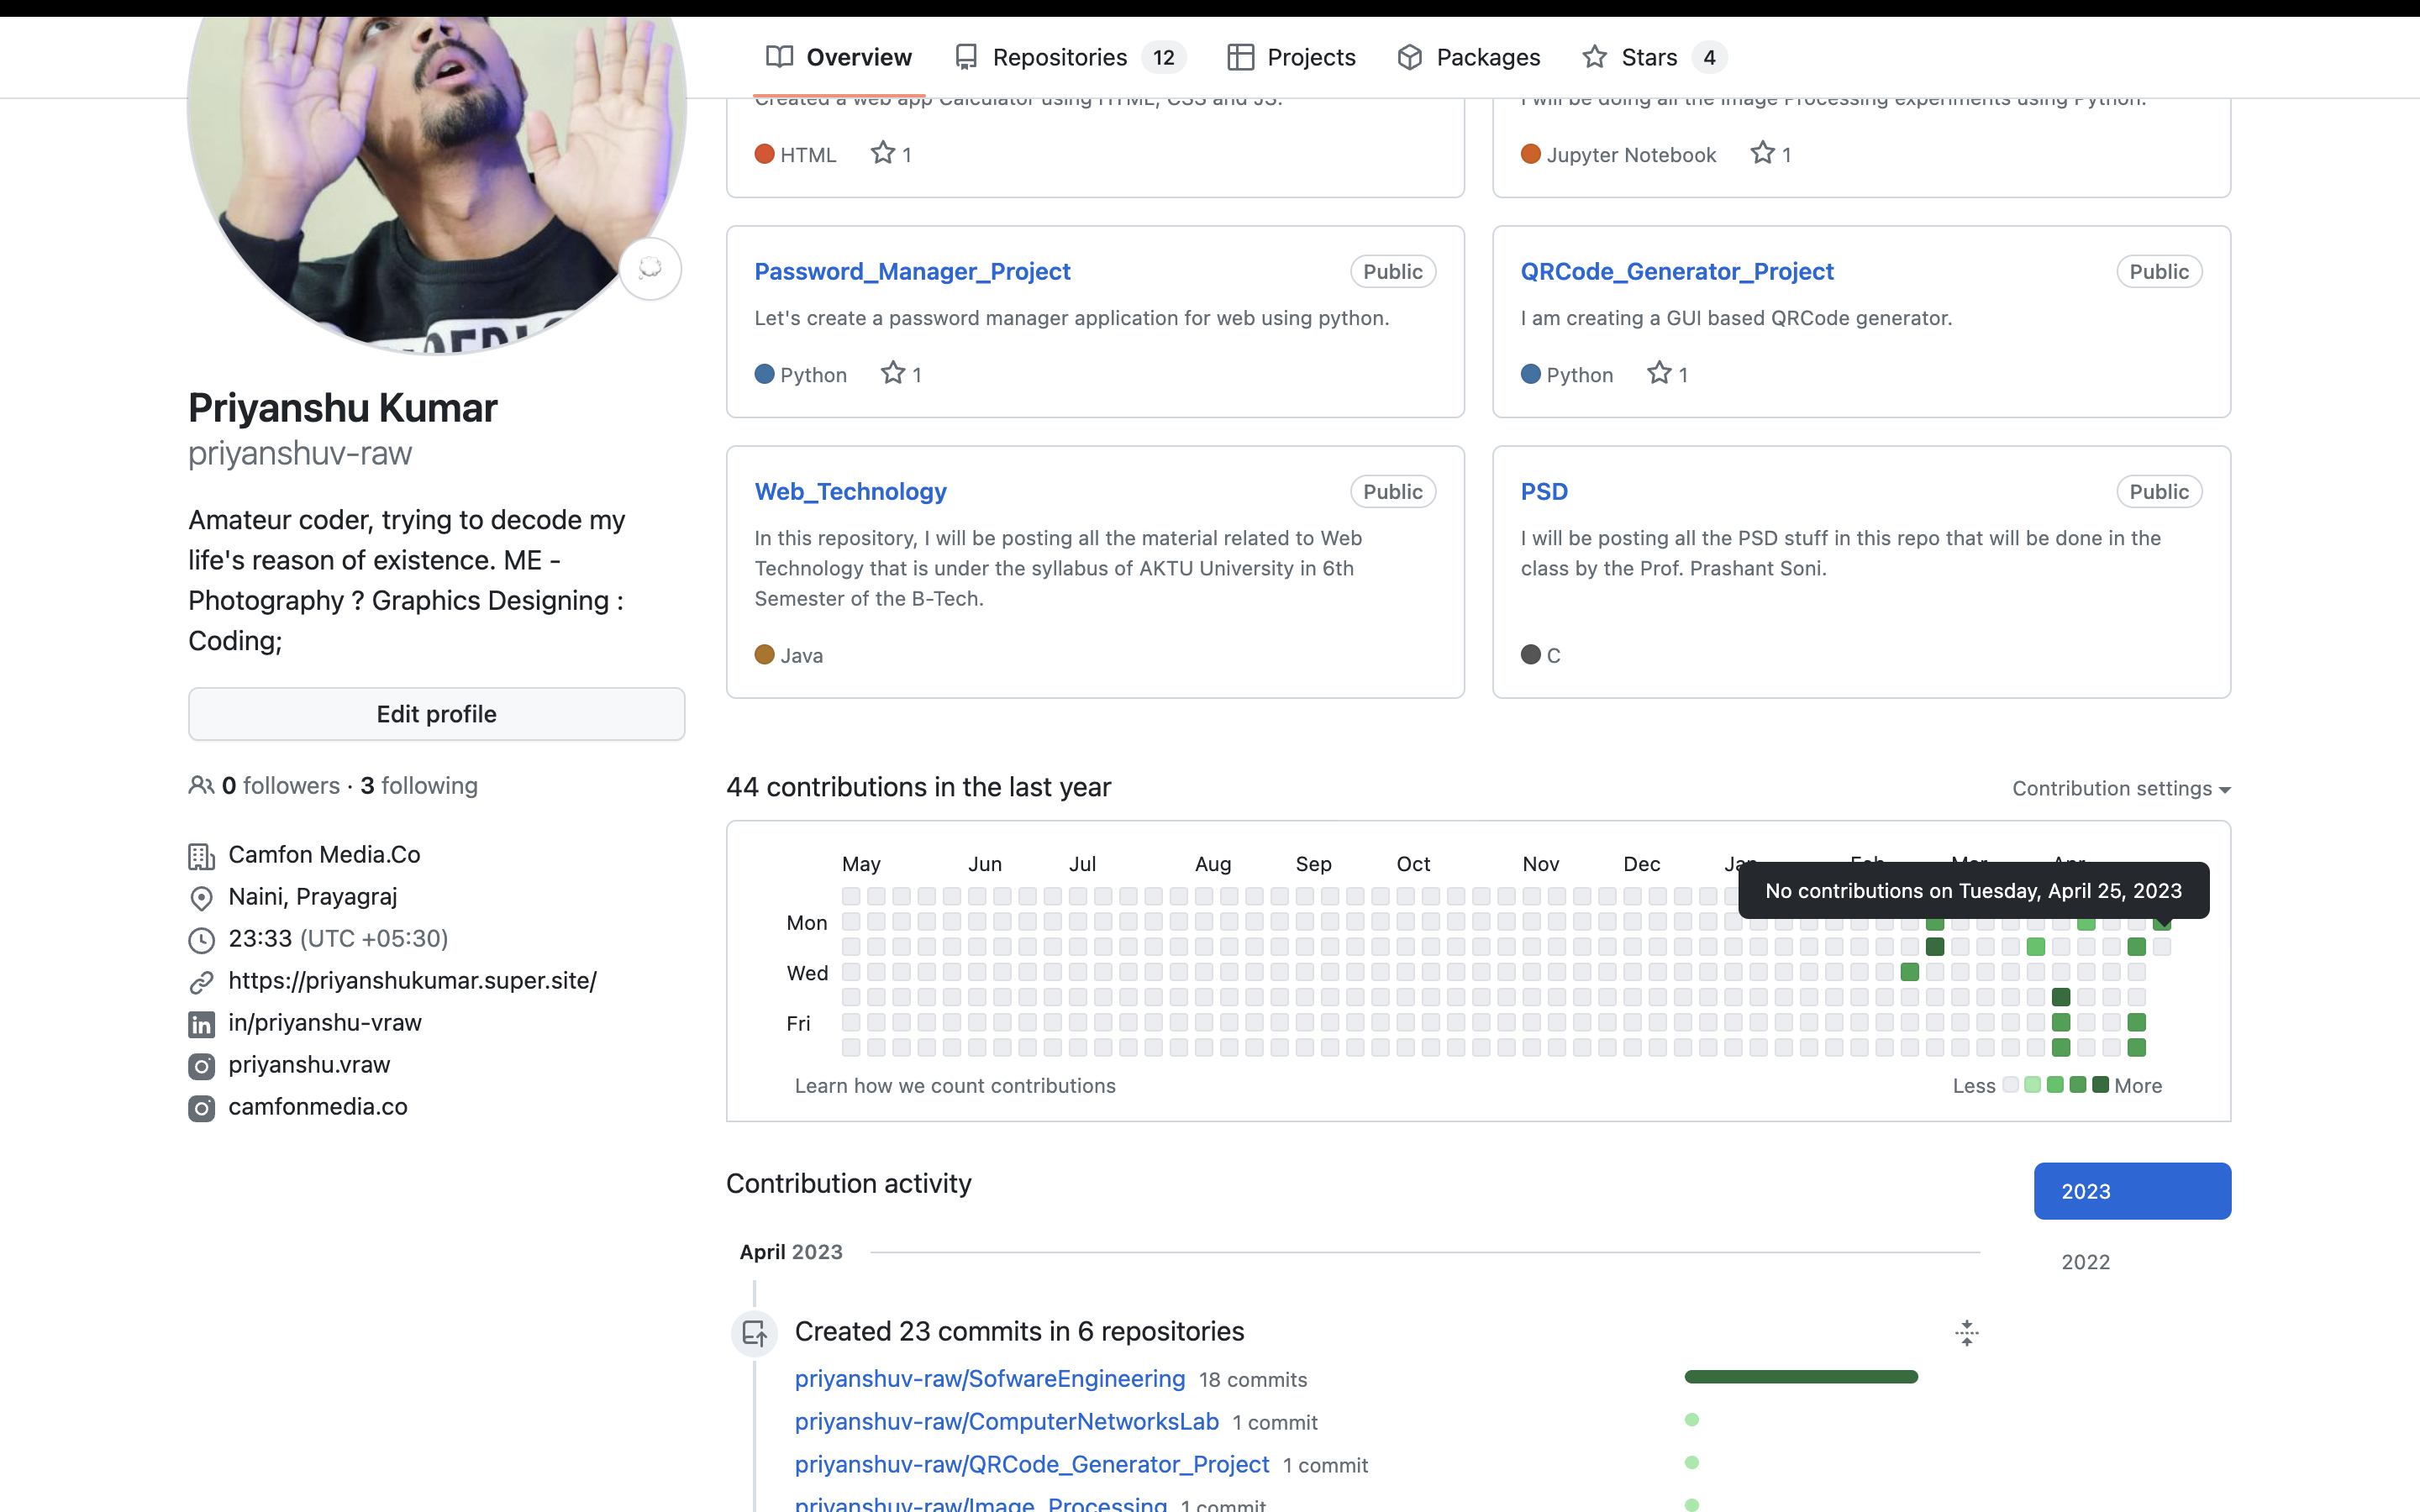 Overview
Repositories 12
Projects
Packages
Stars 4
Created a web app Calculator using HTML, CSS and JS.
HTML 1
I will be doing all the Image Processing experiments using Python.
Jupyter Notebook 1
Password_Manager_Project
Public
Let's create a password manager application for web using python.
Python 1
QRCode_Generator_Project
Public
I am creating a GUI based QRCode generator.
Python 1
Web_Technology
Public
In this repository, I will be posting all the material related to Web
Technology that is under the syllabus of AKTU University in 6th
Semester of the B-Tech.
Java
PSD
Public
I will be posting all the PSD stuff in this repo that will be done in the
class by the Prof. Prashant Soni.
C
Priyanshu Kumar
priyanshuv-raw
Amateur coder, trying to decode my
life's reason of existence. ME -
Photography ? Graphics Designing :
Coding;
Edit profile
0 followers · 3 following
Camfon Media.Co
Naini, Prayagraj
23:33 (UTC +05:30)
https://priyanshukumar.super.site/
in/priyanshu-vraw
priyanshu.vraw
camfonmedia.co
44 contributions in the last year
Contribution settings
May Jun Jul Aug Sep Oct Nov Dec Jan Feb Mar Apr
No contributions on Tuesday, April 25, 2023
Mon
Wed
Fri
Learn how we count contributions
Less More
Contribution activity
2023
2022
April 2023
Created 23 commits in 6 repositories
priyanshuv-raw/SofwareEngineering 18 commits
priyanshuv-raw/ComputerNetworksLab 1 commit
priyanshuv-raw/QRCode_Generator_Project 1 commit
priyanshuv-raw/Image_Processing 1 commit